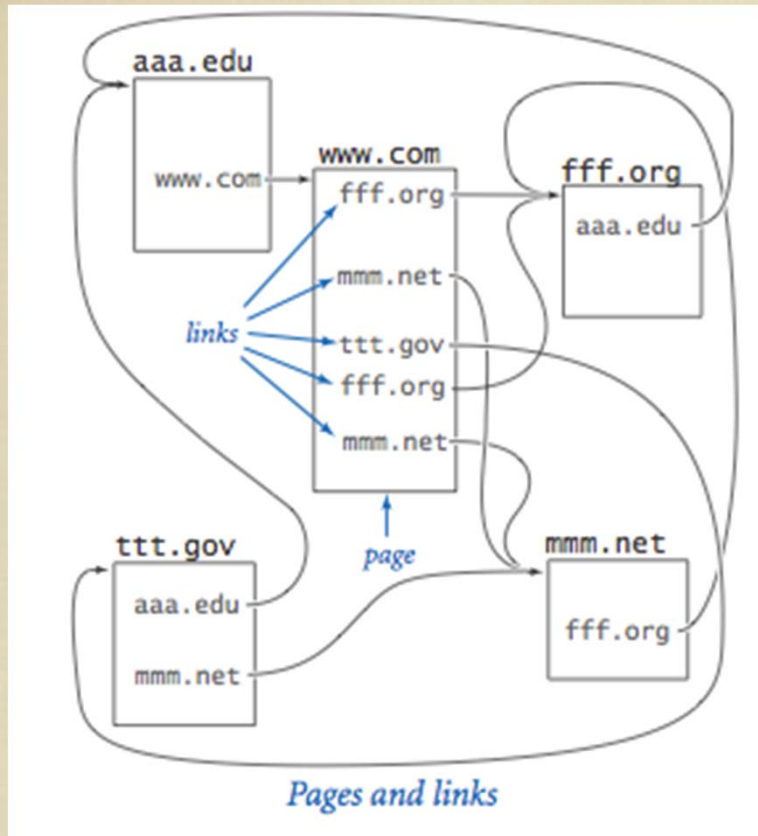 aaa.edu
www.com
www.com
fff.org
mmm.net
ttt.gov
fff.org
mmm.net
links
page
fff.org
aaa.edu
ttt.gov
aaa.edu
mmm.net
mmm.net
fff.org
Pages and links